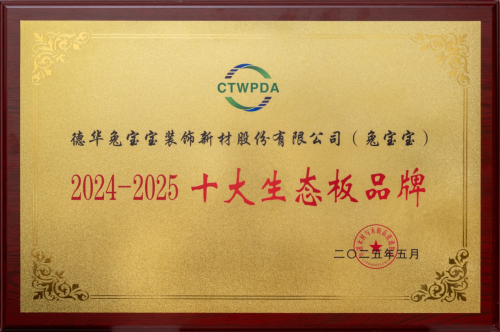 CTWPDA
德华兔宝宝装饰新材股份有限公司（兔宝宝）
2024-2025 十大生态板品牌
二〇二五年五月